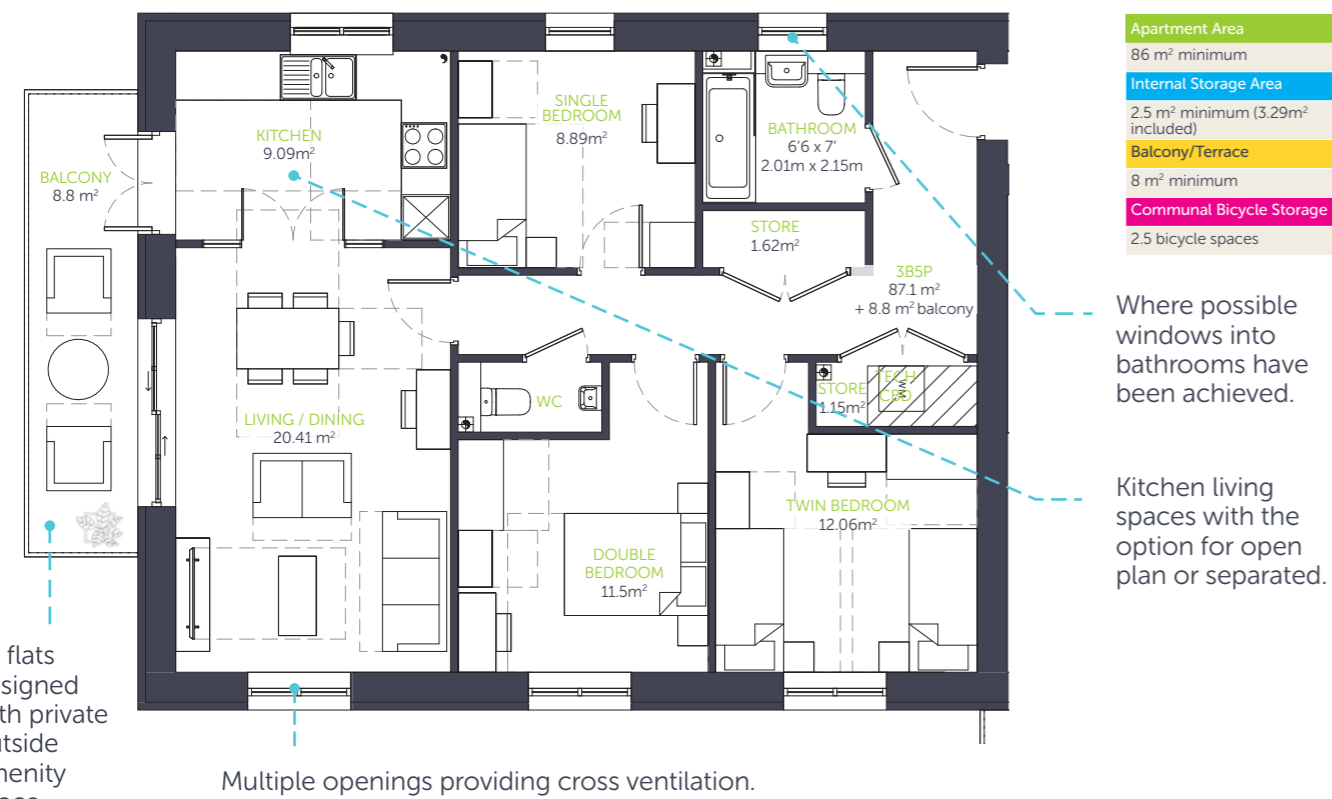 Apartment Area
86 m² minimum
Internal Storage Area
2.5 m² minimum (3.29m²
included)
Balcony/Terrace
8 m² minimum
Communal Bicycle Storage
2.5 bicycle spaces
KITCHEN
9.09m²
SINGLE
BEDROOM
8.89m²
BATHROOM
6'6 x 7'
2.01m x 2.15m
BALCONY
8.8 m²
STORE
1.62m²
3B5P
87.1 m²
+ 8.8 m² balcony
STORE
1.15m²
TECH
CBD
WM
WC
LIVING / DINING
20.41 m²
DOUBLE
BEDROOM
11.5m²
TWIN BEDROOM
12.06m²
Where possible
windows into
bathrooms have
been achieved.
Kitchen living
spaces with the
option for open
plan or separated.
flats
signed
th private
utside
nenity
Multiple openings providing cross ventilation.